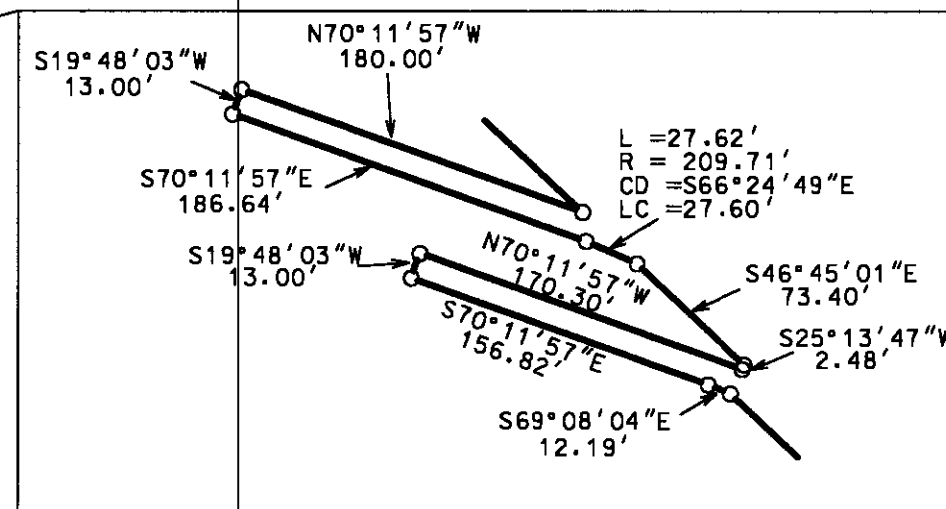 N70°11'57"W
180.00'
S19°48'03"W
13.00'
L =27.62'
R = 209.71'
CD =S66°24'49"E
LC =27.60'
S70°11'57"E
186.64'
S19°48'03"W
13.00'
N70°11'57"W
170.30'
S46°45'01"E
73.40'
S70°11'57"E
156.82'
S25°13'47"W
2.48'
S69°08'04"E
12.19'